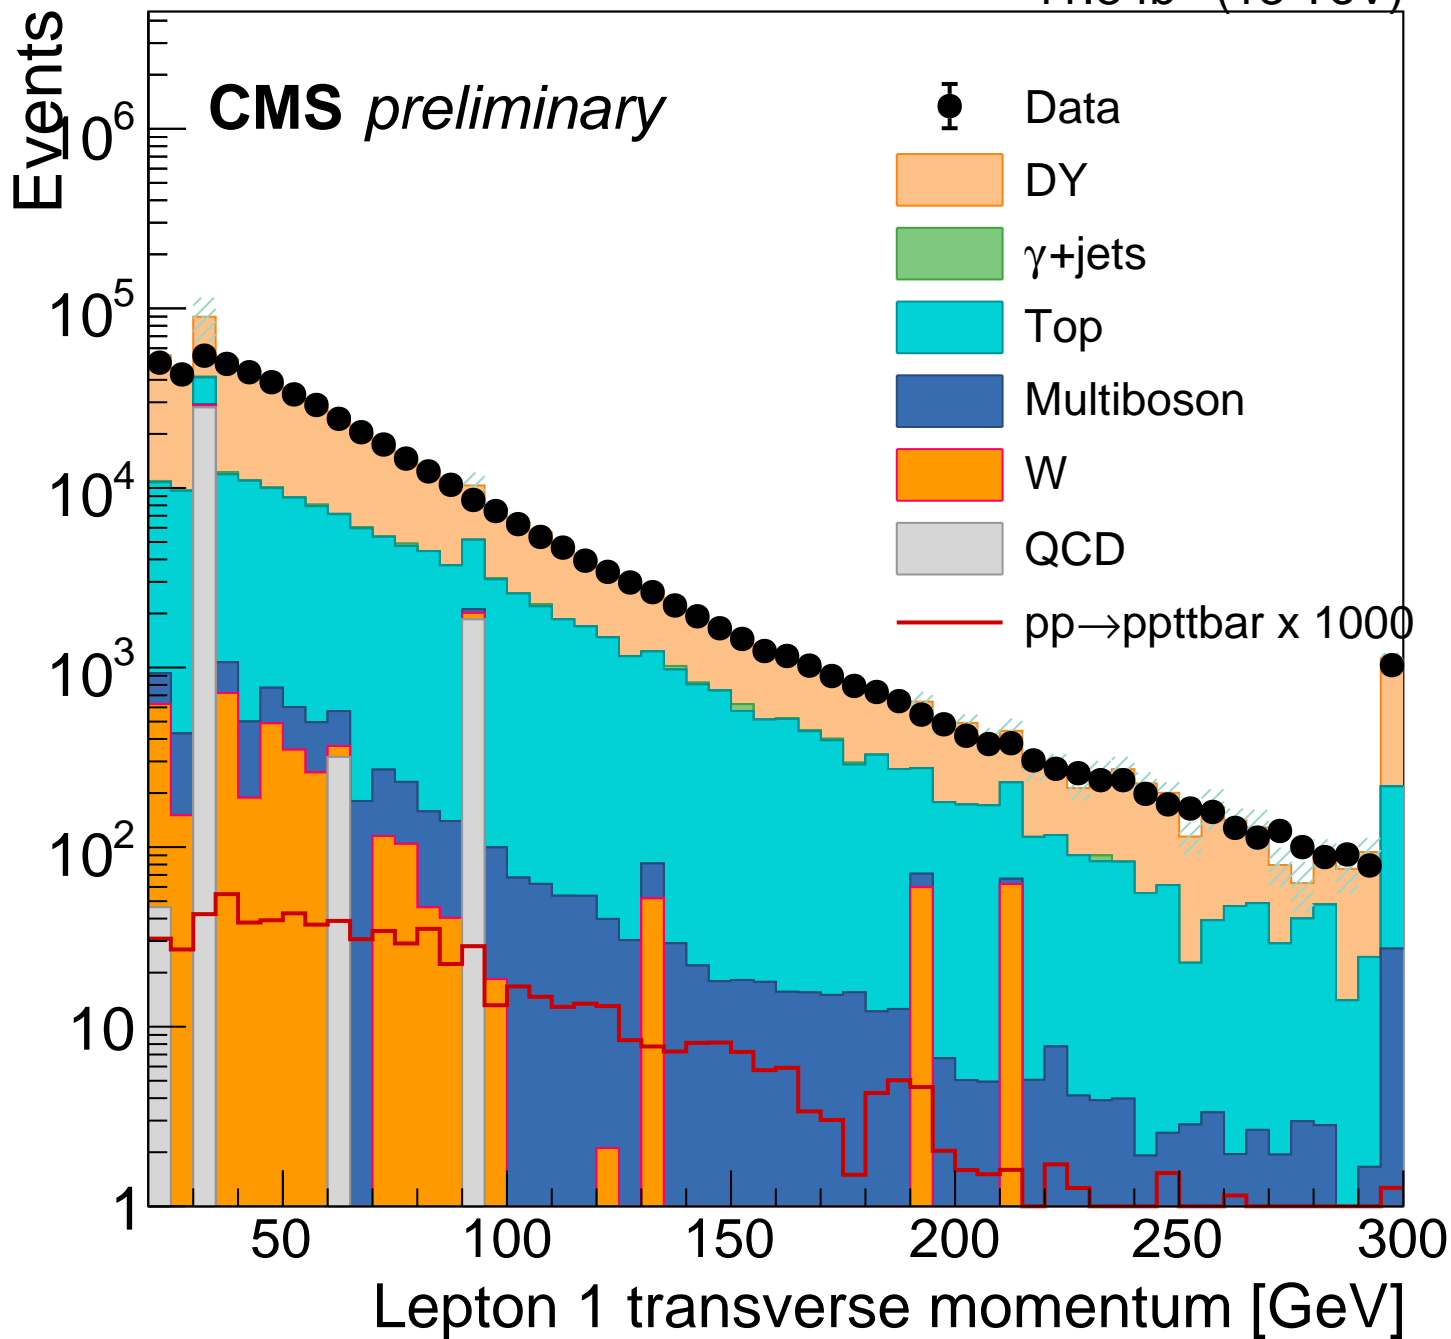 Events
CMS preliminary
Data
DY
γ+jets
Top
Multiboson
W
QCD
pp→ppttbar x 1000
10⁶
10⁵
10⁴
10³
10²
10
1
50 100 150 200 250 300
Lepton 1 transverse momentum [GeV]